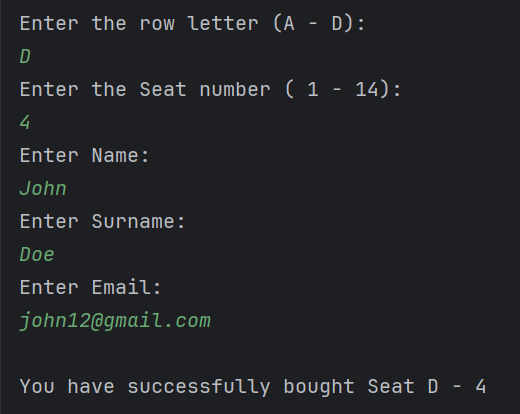 Enter the row letter (A - D):
D
Enter the Seat number ( 1 - 14):
4
Enter Name:
John
Enter Surname:
Doe
Enter Email:
john12@gmail.com
You have successfully bought Seat D - 4